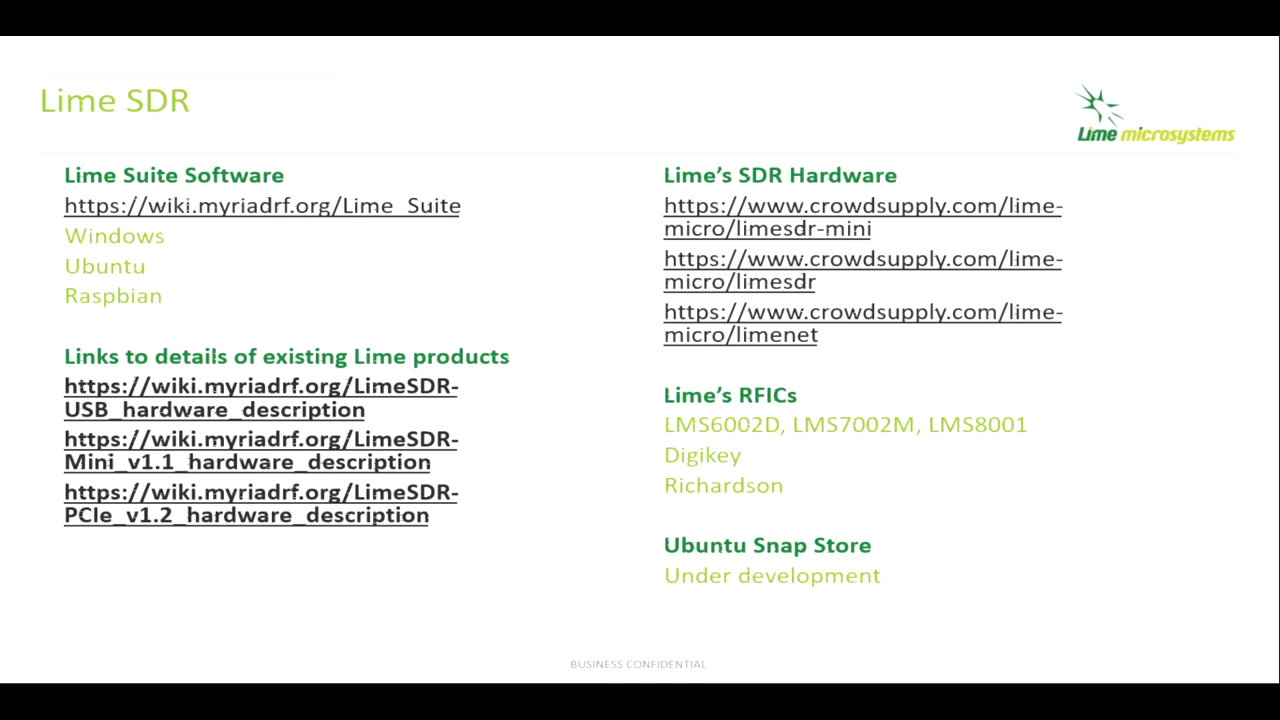 Lime SDR
Lime microsystems
Lime Suite Software
https://wiki.myriadrf.org/Lime_Suite
Windows
Ubuntu
Raspbian
Links to details of existing Lime products
https://wiki.myriadrf.org/LimeSDR-
USB_hardware_description
https://wiki.myriadrf.org/LimeSDR-
Mini_v1.1_hardware_description
https://wiki.myriadrf.org/LimeSDR-
PCIe_v1.2_hardware_description
Lime’s SDR Hardware
https://www.crowdsupply.com/lime-
micro/limesdr-mini
https://www.crowdsupply.com/lime-
micro/limesdr
https://www.crowdsupply.com/lime-
micro/limenet
Lime’s RFICs
LMS6002D, LMS7002M, LMS8001
Digikey
Richardson
Ubuntu Snap Store
Under development
BUSINESS CONFIDENTIAL